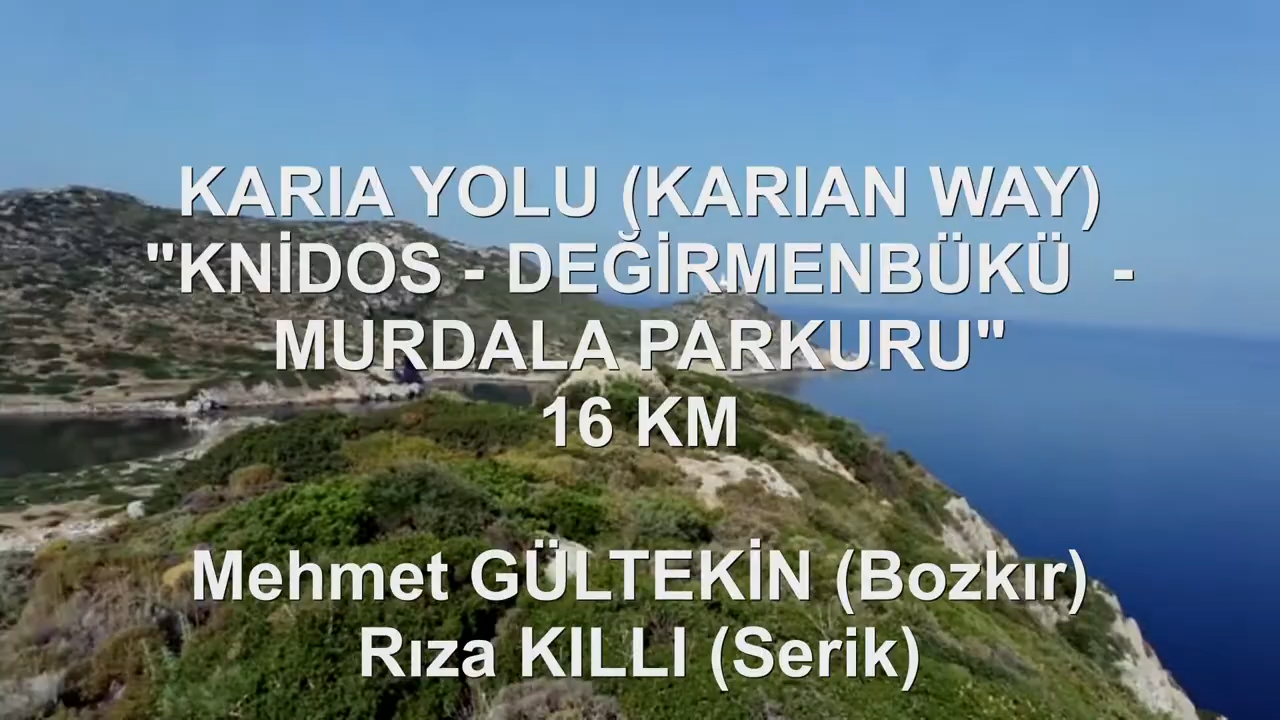 KARIA YOLU (KARIAN WAY)
"KNİDOS - DEĞİRMENBÜKÜ -
MURDALA PARKURU"
16 KM
Mehmet GÜLTEKİN (Bozkır)
Rıza KILLI (Serik)